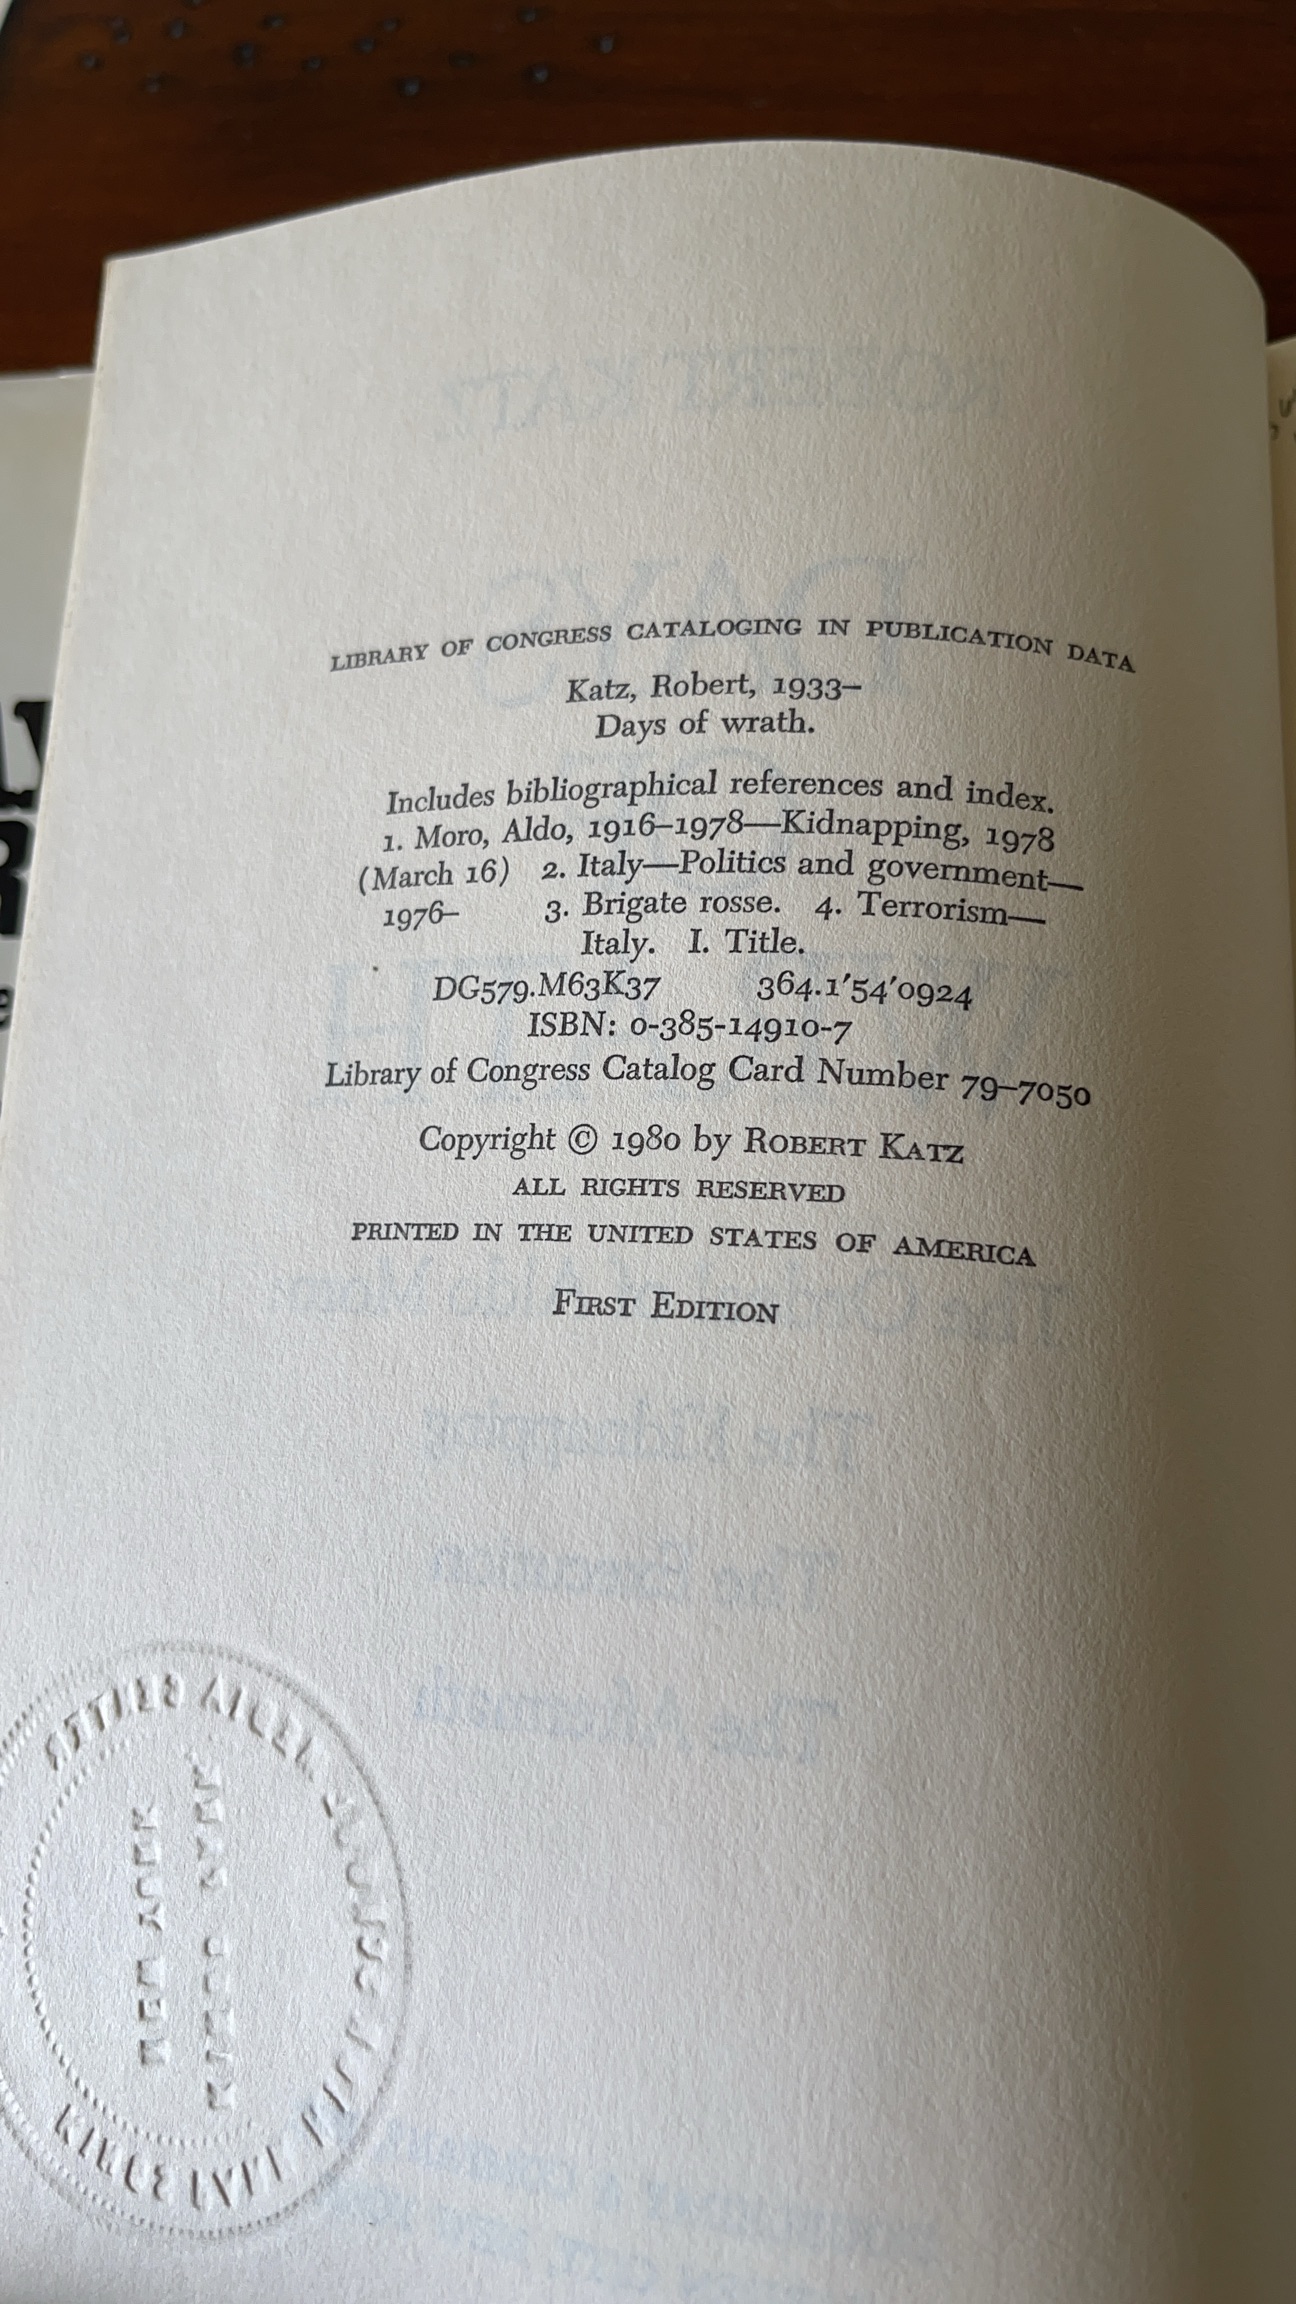 LIBRARY OF CONGRESS CATALOGING IN PUBLICATION DATA
Katz, Robert, 1933–
Days of wrath.
Includes bibliographical references and index.
1. Moro, Aldo, 1916–1978—Kidnapping, 1978
(March 16) 2. Italy—Politics and government—
1976– 3. Brigate rosse. 4. Terrorism—
Italy. I. Title.
DG579.M63K37 364.1'54'0924
ISBN: 0-385-14910-7
Library of Congress Catalog Card Number 79–7050
Copyright © 1980 by ROBERT KATZ
ALL RIGHTS RESERVED
PRINTED IN THE UNITED STATES OF AMERICA
FIRST EDITION